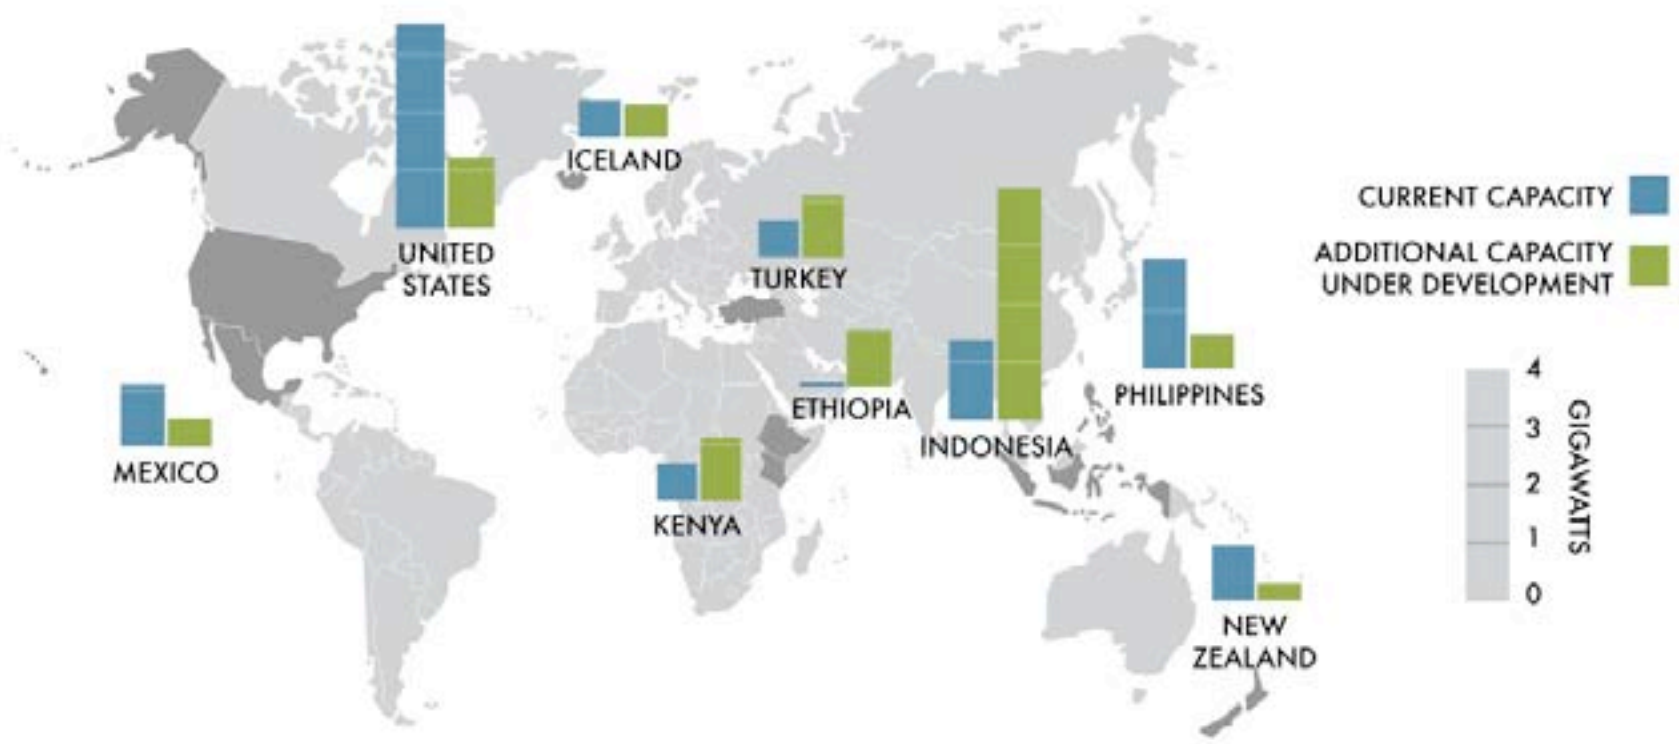 ICELAND
UNITED
STATES
TURKEY
CURRENT CAPACITY
ADDITIONAL CAPACITY
UNDER DEVELOPMENT
PHILIPPINES
ETHIOPIA
INDONESIA
MEXICO
KENYA
4
3
2
1
0
GIGAWATTS
NEW
ZEALAND